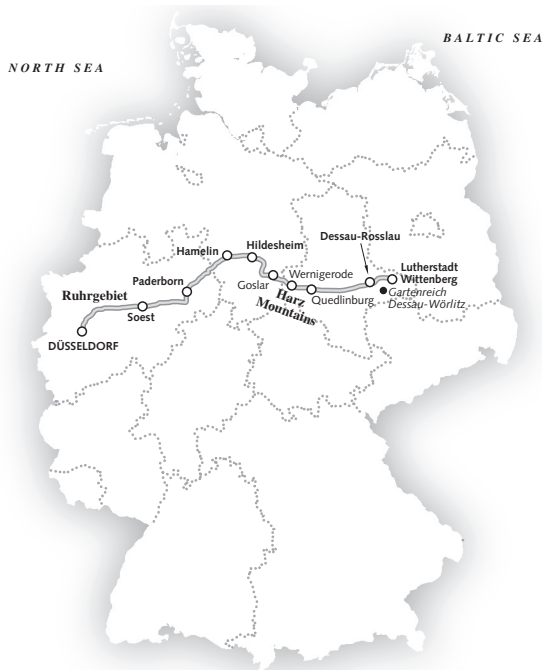 BALTIC SEA
NORTH SEA
Dessau-Rosslau
Hamelin
Hildesheim
Lutherstadt
Wittenberg
Goslar
Wernigerode
Paderborn
Ruhrgebiet
Harz
Mountains
Quedlinburg
Gartenreich
Dessau-Wörlitz
Soest
DÜSSELDORF